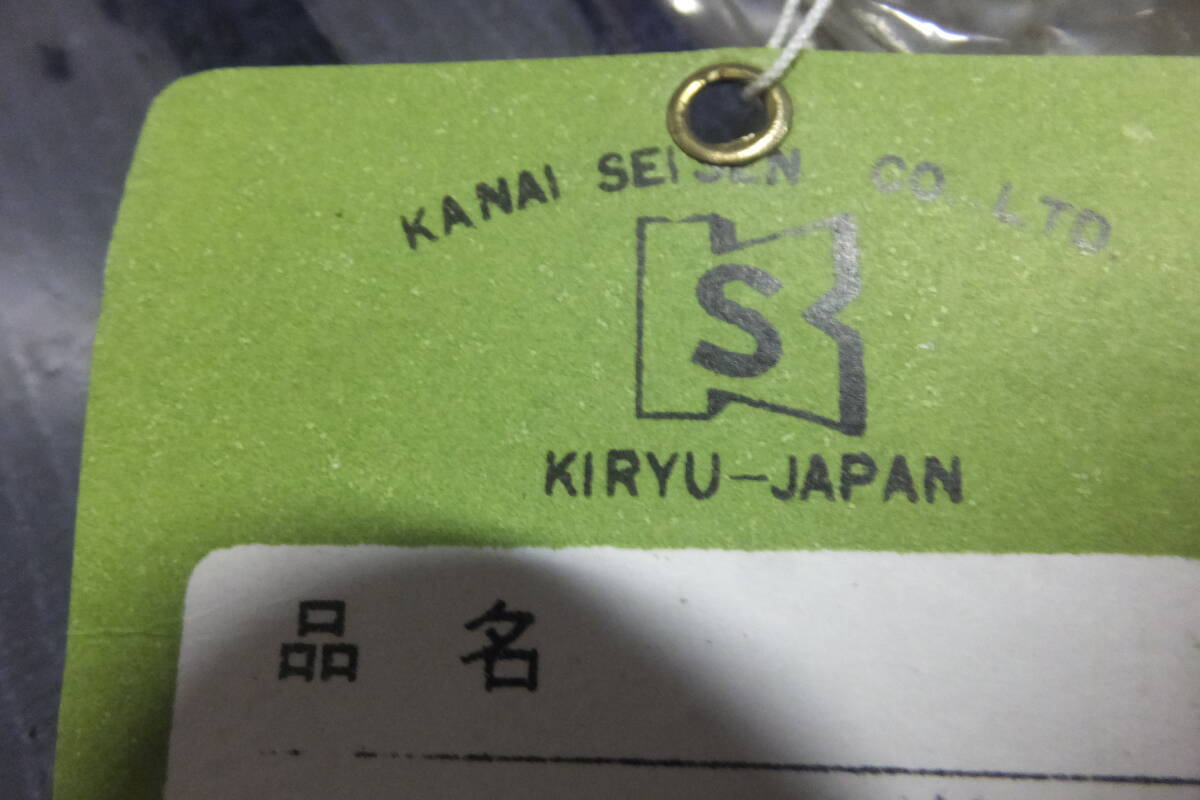 KANAI SEISEN CO., LTD
S
KIRYU-JAPAN
品 名